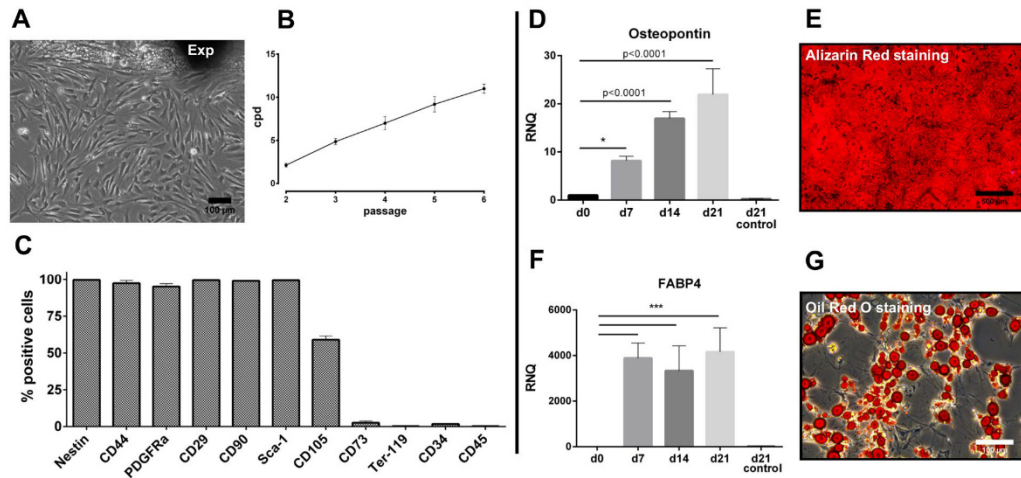 A
Exp
100 µm
B
cpd
15
10
5
0
2 3 4 5 6
passage
C
% positive cells
100
75
50
25
0
Nestin CD44 PDGFRa CD29 CD90 Sca-1 CD105 CD73 Ter-119 CD34 CD45
D
Osteopontin
RNQ
30
20
10
0
p<0.0001
p<0.0001
*
d0 d7 d14 d21 d21
control
E
Alizarin Red staining
500 µm
F
FABP4
RNQ
6000
4000
2000
0
***
d0 d7 d14 d21 d21
control
G
Oil Red O staining
100 µm